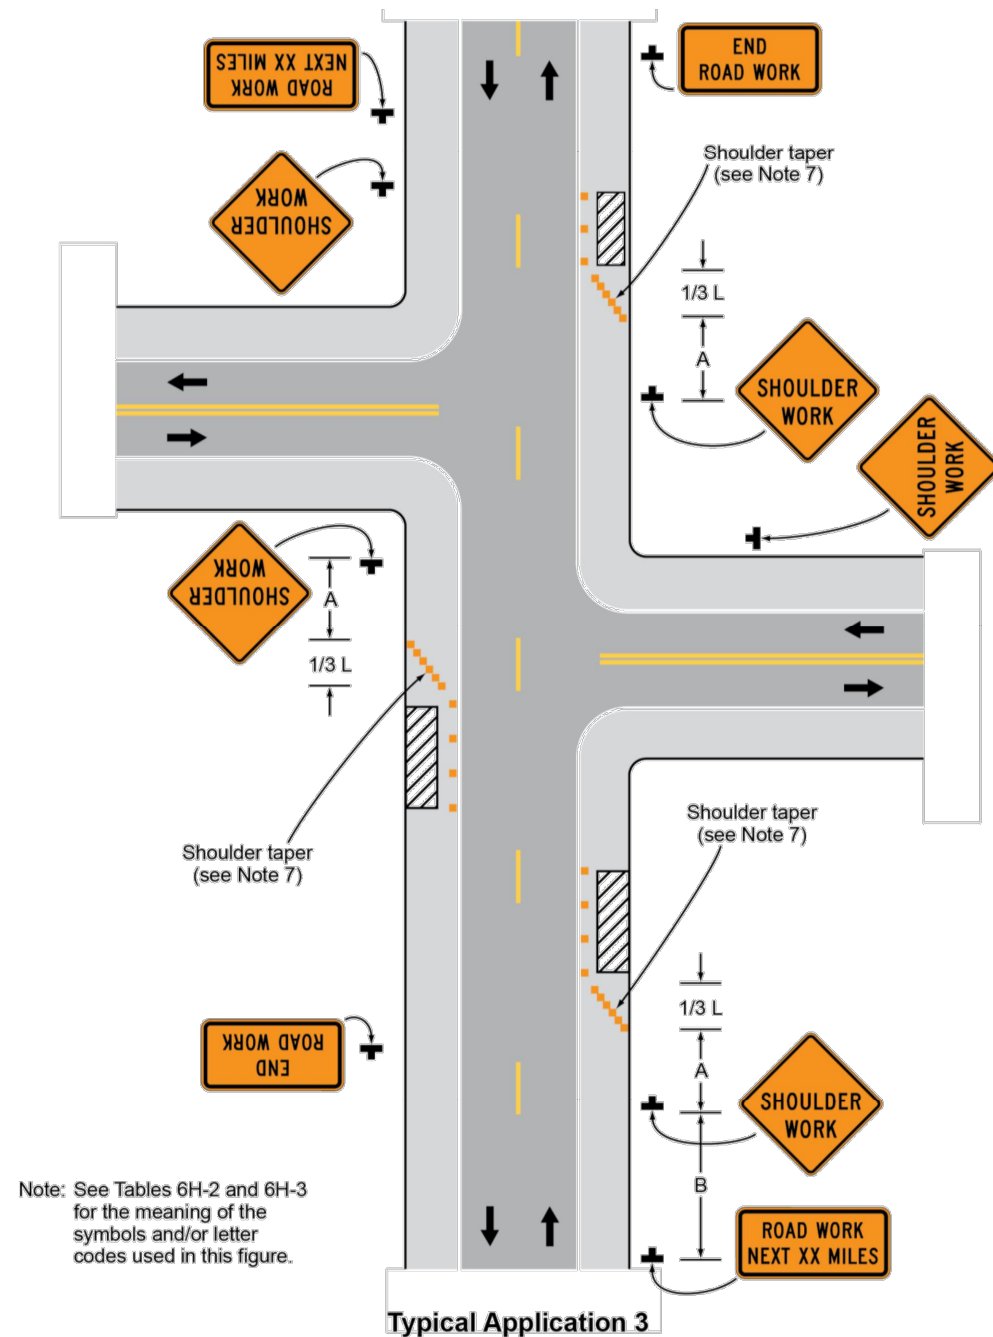 ROAD WORK
NEXT XX MILES
END
ROAD WORK
SHOULDER
WORK
Shoulder taper
(see Note 7)
1/3 L
A
SHOULDER
WORK
SHOULDER
WORK
SHOULDER
WORK
A
1/3 L
Shoulder taper
(see Note 7)
Shoulder taper
(see Note 7)
1/3 L
A
END
ROAD WORK
SHOULDER
WORK
B
Note: See Tables 6H-2 and 6H-3
for the meaning of the
symbols and/or letter
codes used in this figure.
ROAD WORK
NEXT XX MILES
Typical Application 3